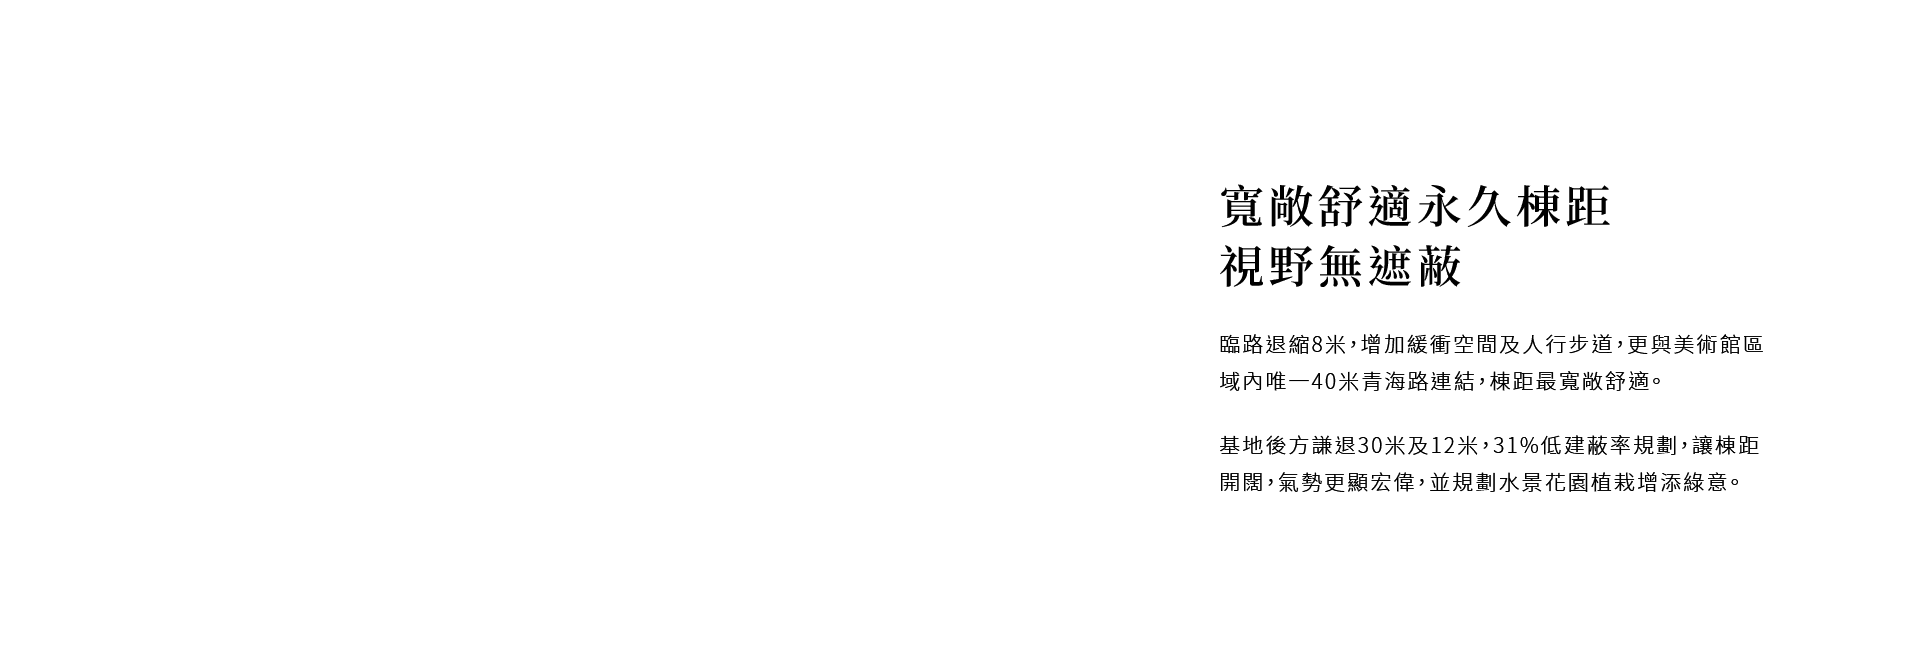 寬敞舒適永久棟距
視野無遮蔽
臨路退縮8米，增加緩衝空間及人行步道，更與美術館區
域內唯一40米青海路連結，棟距最寬敞舒適。
基地後方謙退30米及12米，31%低建蔽率規劃，讓棟距
開闊，氣勢更顯宏偉，並規劃水景花園植栽增添綠意。